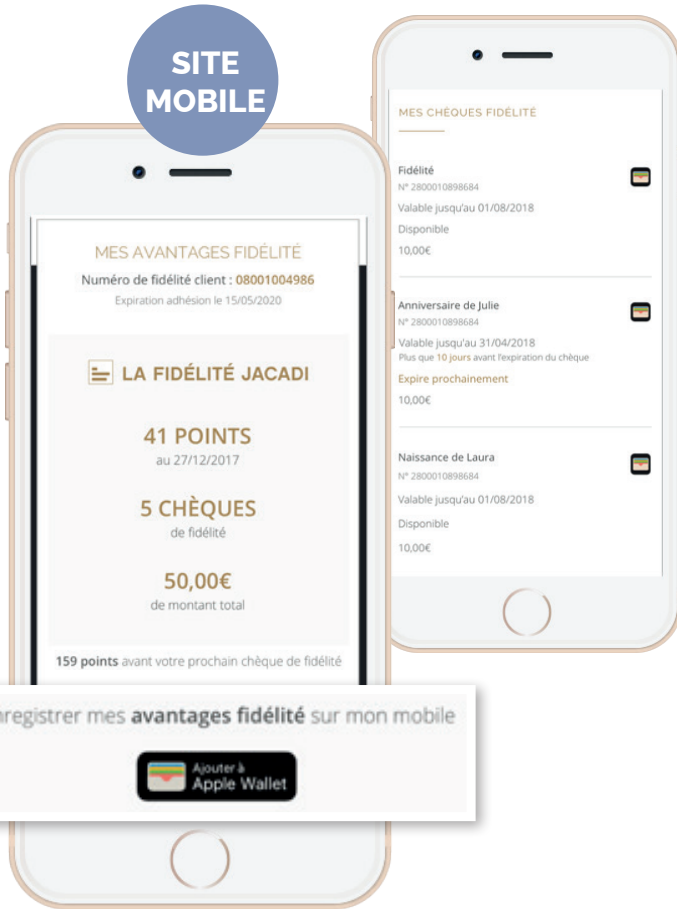 SITE
MOBILE
MES AVANTAGES FIDÉLITÉ
Numéro de fidélité client : 08001004986
Expiration adhésion le 15/05/2020
LA FIDÉLITÉ JACADI
41 POINTS
au 27/12/2017
5 CHÈQUES
de fidélité
50,00€
de montant total
159 points avant votre prochain chèque de fidélité
nregistrer mes avantages fidélité sur mon mobile
Ajouter à
Apple Wallet
MES CHÈQUES FIDÉLITÉ
Fidélité
N° 2800010898684
Valable jusqu'au 01/08/2018
Disponible
10,00€
Anniversaire de Julie
N° 2800010898684
Valable jusqu'au 31/04/2018
Plus que 10 jours avant l'expiration du chèque
Expire prochainement
10,00€
Naissance de Laura
N° 2800010898684
Valable jusqu'au 01/08/2018
Disponible
10,00€